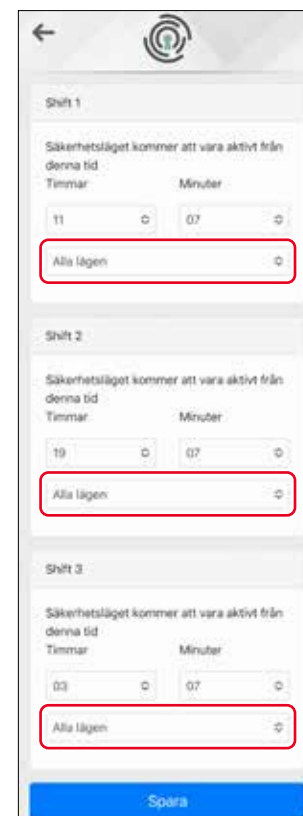 Shift 1
Säkerhetsläget kommer att vara aktivt från
denna tid
Timmar Minuter
11 07
Alla lägen
Shift 2
Säkerhetsläget kommer att vara aktivt från
denna tid
Timmar Minuter
19 07
Alla lägen
Shift 3
Säkerhetsläget kommer att vara aktivt från
denna tid
Timmar Minuter
03 07
Alla lägen
Spara